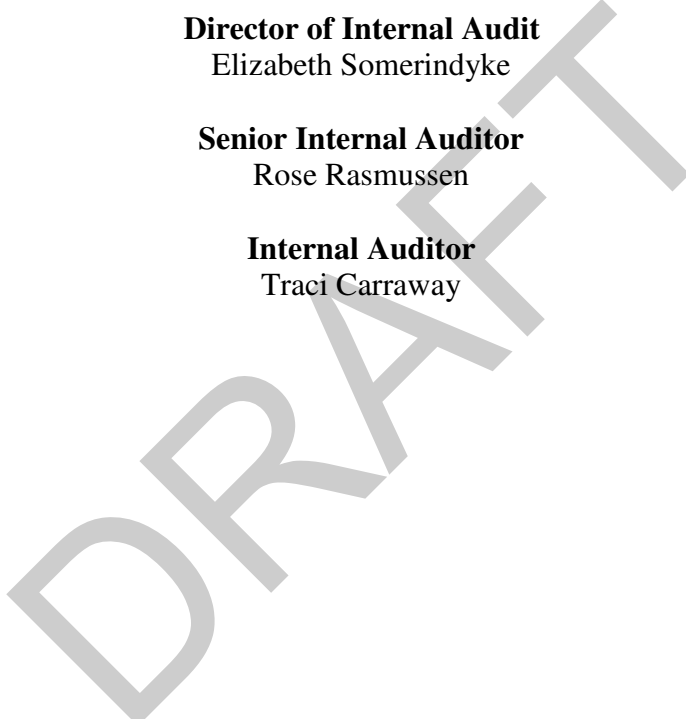 Director of Internal Audit
Elizabeth Somerindyke
Senior Internal Auditor
Rose Rasmussen
Internal Auditor
Traci Carraway
DRAFT